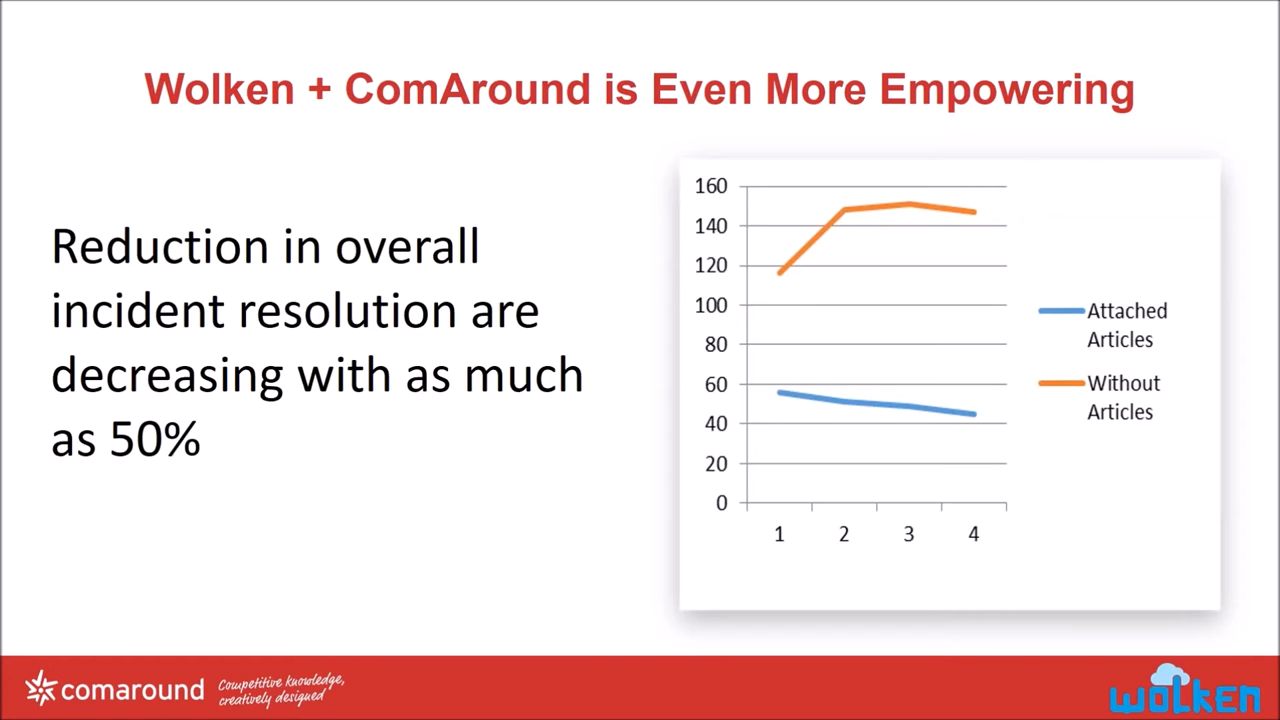 Wolken + ComAround is Even More Empowering
Reduction in overall
incident resolution are
decreasing with as much
as 50%
160
140
120
100
80
60
40
20
0
1 2 3 4
Attached
Articles
Without
Articles
comaround
Competitive knowledge,
creatively designed
wolken